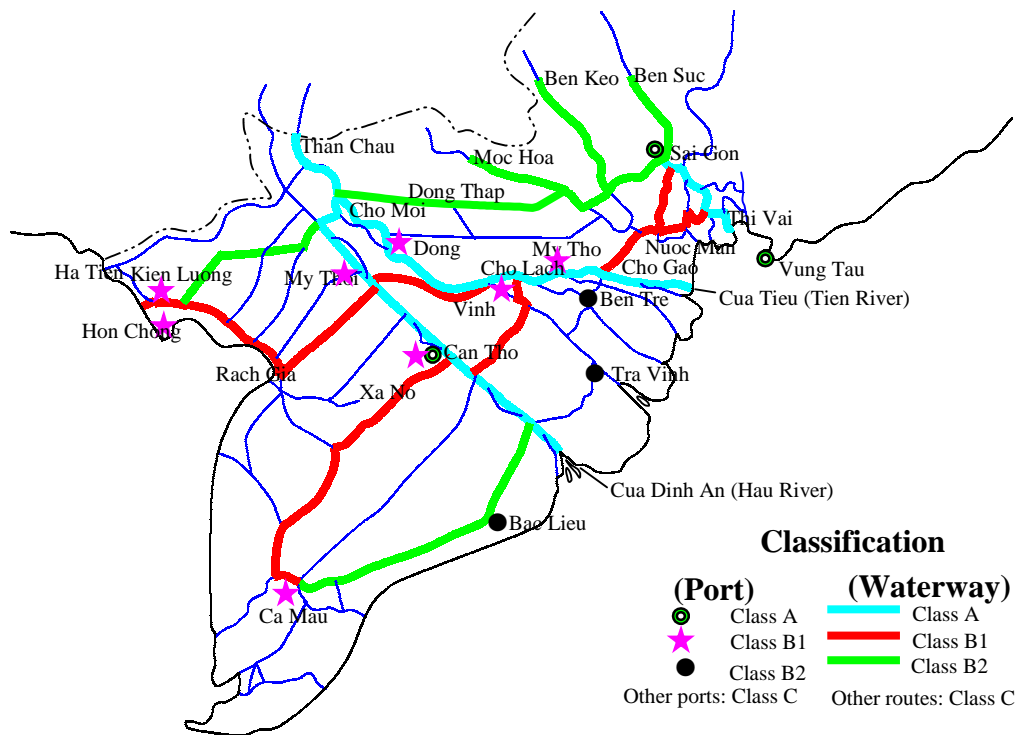 Ben Keo
Ben Suc
Than Chau
Moc Hoa
Sai Gon
Dong Thap
Cho Moi
Thi Vai
Dong
My Tho
Nuoc Man
Ha Tien
Kien Luong
My Thoi
Cho Lach
Cho Gao
Vung Tau
Vinh
Ben Tre
Cua Tieu (Tien River)
Hon Chong
Can Tho
Rach Gia
Xa No
Tra Vinh
Cua Dinh An (Hau River)
Bac Lieu
Ca Mau
Classification
(Port)
(Waterway)
Class A
Class A
Class B1
Class B1
Class B2
Class B2
Other ports: Class C
Other routes: Class C